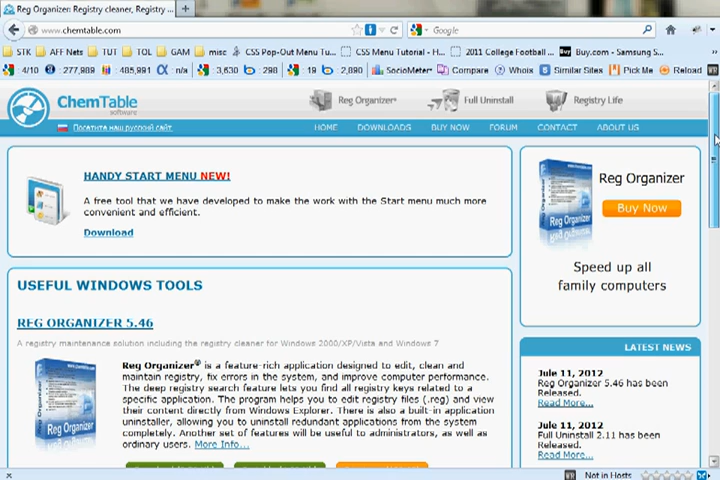 Reg Organizer: Registry cleaner, Registry ...
www.chemtable.com
Google
STK
AFF Nets
TUT
TOL
GAM
misc
CSS Pop-Out Menu Tu...
CSS Menu Tutorial - H...
2011 College Football ...
Buy.com - Samsung S...
4/10
277,989
485,991
n/a
3,630
298
19
2,890
SocioMeter
Compare
Whois
Similar Sites
Pick Me
Reload
ChemTable
software
Reg Organizer
Full Uninstall
Registry Life
Посетите наш русский сайт.
HOME
DOWNLOADS
BUY NOW
FORUM
CONTACT
ABOUT US
HANDY START MENU NEW!
A free tool that we have developed to make the work with the Start menu much more
convenient and efficient.
Download
Reg Organizer
Reg Organizer
Buy Now
Speed up all
family computers
USEFUL WINDOWS TOOLS
REG ORGANIZER 5.46
A registry maintenance solution including the registry cleaner for Windows 2000/XP/Vista and Windows 7
Reg Organizer
Reg Organizer® is a feature-rich application designed to edit, clean and
maintain registry, fix errors in the system, and improve computer performance.
The deep registry search feature lets you find all registry keys related to a
specific application. The program helps you to edit registry files (.reg) and view
their content directly from Windows Explorer. There is also a built-in application
uninstaller, allowing you to uninstall redundant applications from the system
completely. Another set of features will be useful to administrators, as well as
ordinary users. More Info...
LATEST NEWS
Jule 11, 2012
Reg Organizer 5.46 has been
Released.
Read More...
Jule 11, 2012
Full Uninstall 2.11 has been
Released.
Read More...
Not in Hosts